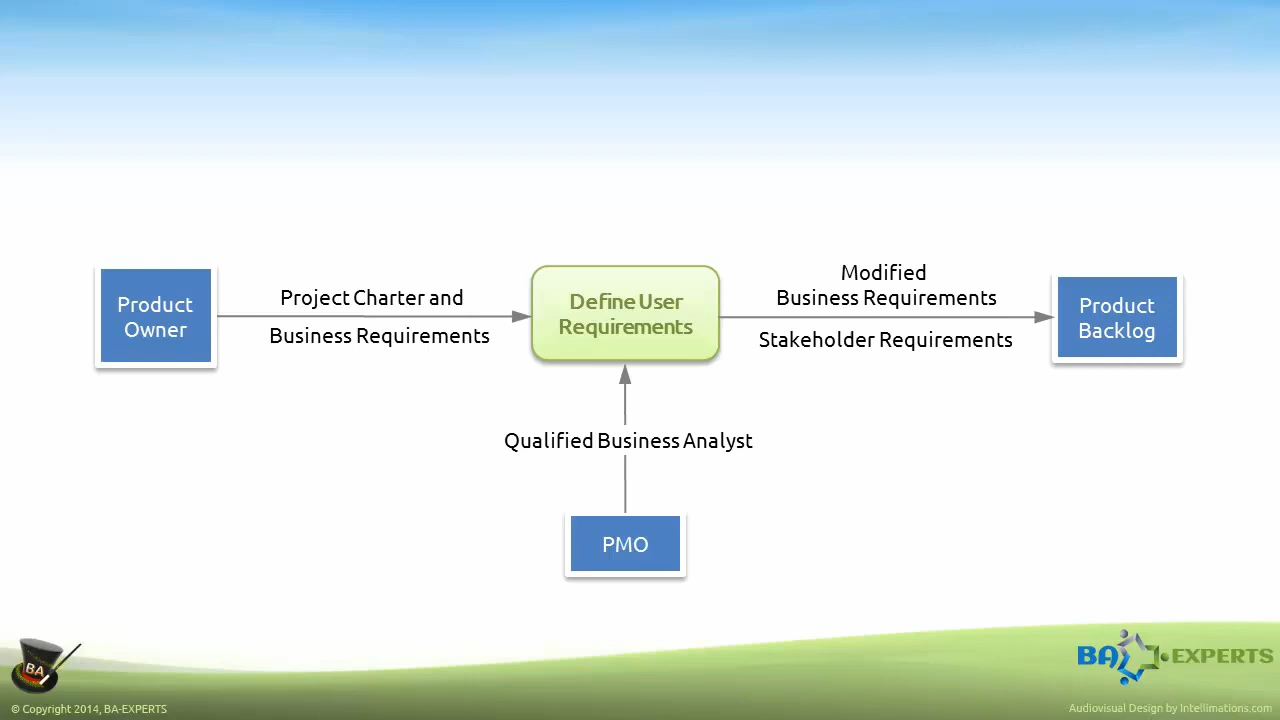 Product
Owner
Project Charter and
Business Requirements
Define User
Requirements
Modified
Business Requirements
Stakeholder Requirements
Product
Backlog
Qualified Business Analyst
PMO
BA
© Copyright 2014, BA-EXPERTS
BA EXPERTS
Audiovisual Design by Intellimations.com